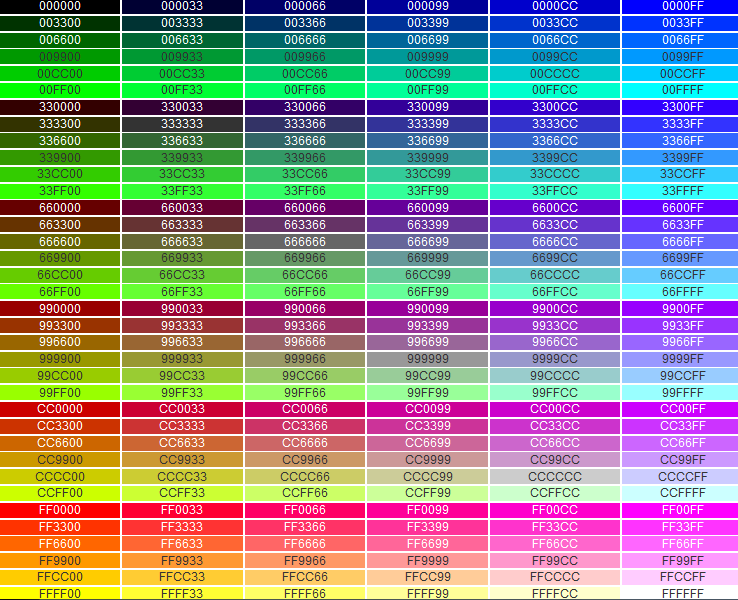 000000 000033 000066 000099 0000CC 0000FF
003300 003333 003366 003399 0033CC 0033FF
006600 006633 006666 006699 0066CC 0066FF
009900 009933 009966 009999 0099CC 0099FF
00CC00 00CC33 00CC66 00CC99 00CCCC 00CCFF
00FF00 00FF33 00FF66 00FF99 00FFCC 00FFFF
330000 330033 330066 330099 3300CC 3300FF
333300 333333 333366 333399 3333CC 3333FF
336600 336633 336666 336699 3366CC 3366FF
339900 339933 339966 339999 3399CC 3399FF
33CC00 33CC33 33CC66 33CC99 33CCCC 33CCFF
33FF00 33FF33 33FF66 33FF99 33FFCC 33FFFF
660000 660033 660066 660099 6600CC 6600FF
663300 663333 663366 663399 6633CC 6633FF
666600 666633 666666 666699 6666CC 6666FF
669900 669933 669966 669999 6699CC 6699FF
66CC00 66CC33 66CC66 66CC99 66CCCC 66CCFF
66FF00 66FF33 66FF66 66FF99 66FFCC 66FFFF
990000 990033 990066 990099 9900CC 9900FF
993300 993333 993366 993399 9933CC 9933FF
996600 996633 996666 996699 9966CC 9966FF
999900 999933 999966 999999 9999CC 9999FF
99CC00 99CC33 99CC66 99CC99 99CCCC 99CCFF
99FF00 99FF33 99FF66 99FF99 99FFCC 99FFFF
CC0000 CC0033 CC0066 CC0099 CC00CC CC00FF
CC3300 CC3333 CC3366 CC3399 CC33CC CC33FF
CC6600 CC6633 CC6666 CC6699 CC66CC CC66FF
CC9900 CC9933 CC9966 CC9999 CC99CC CC99FF
CCCC00 CCCC33 CCCC66 CCCC99 CCCCCC CCCCFF
CCFF00 CCFF33 CCFF66 CCFF99 CCFFCC CCFFFF
FF0000 FF0033 FF0066 FF0099 FF00CC FF00FF
FF3300 FF3333 FF3366 FF3399 FF33CC FF33FF
FF6600 FF6633 FF6666 FF6699 FF66CC FF66FF
FF9900 FF9933 FF9966 FF9999 FF99CC FF99FF
FFCC00 FFCC33 FFCC66 FFCC99 FFCCCC FFCCFF
FFFF00 FFFF33 FFFF66 FFFF99 FFFFCC FFFFFF